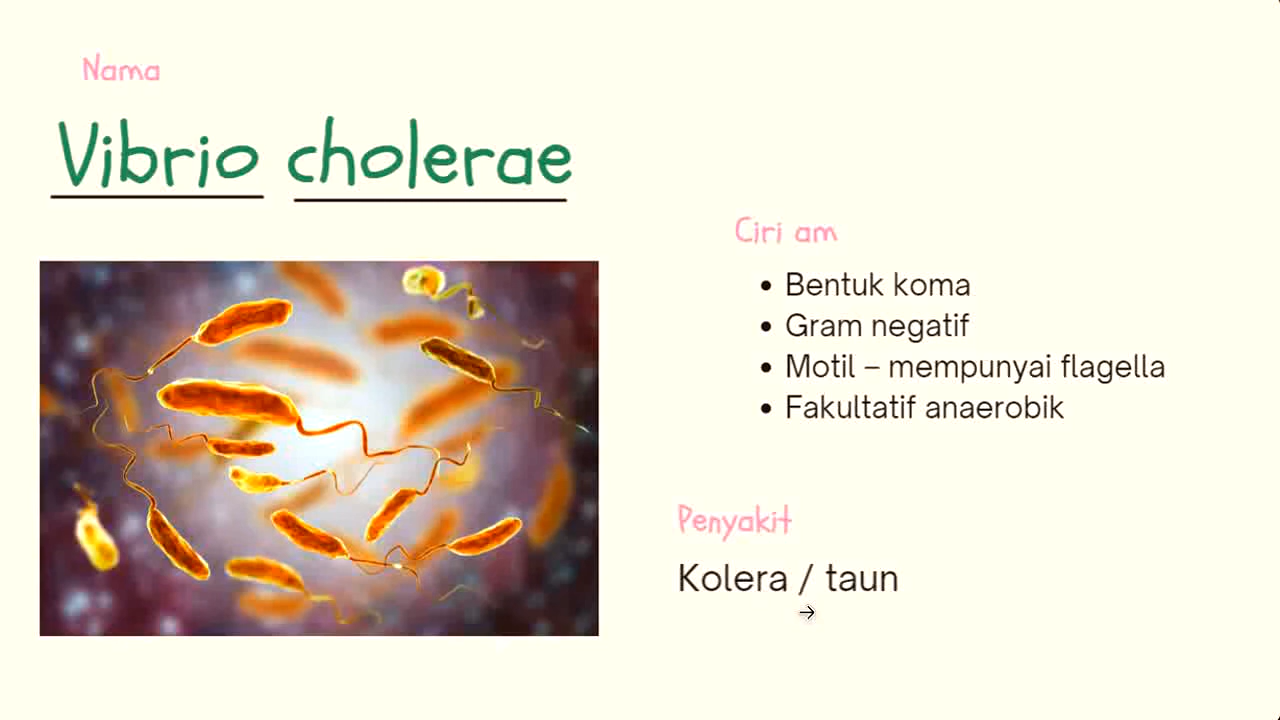 Nama
Vibrio cholerae
Ciri am
• Bentuk koma
• Gram negatif
• Motil – mempunyai flagella
• Fakultatif anaerobik
Penyakit
Kolera / taun